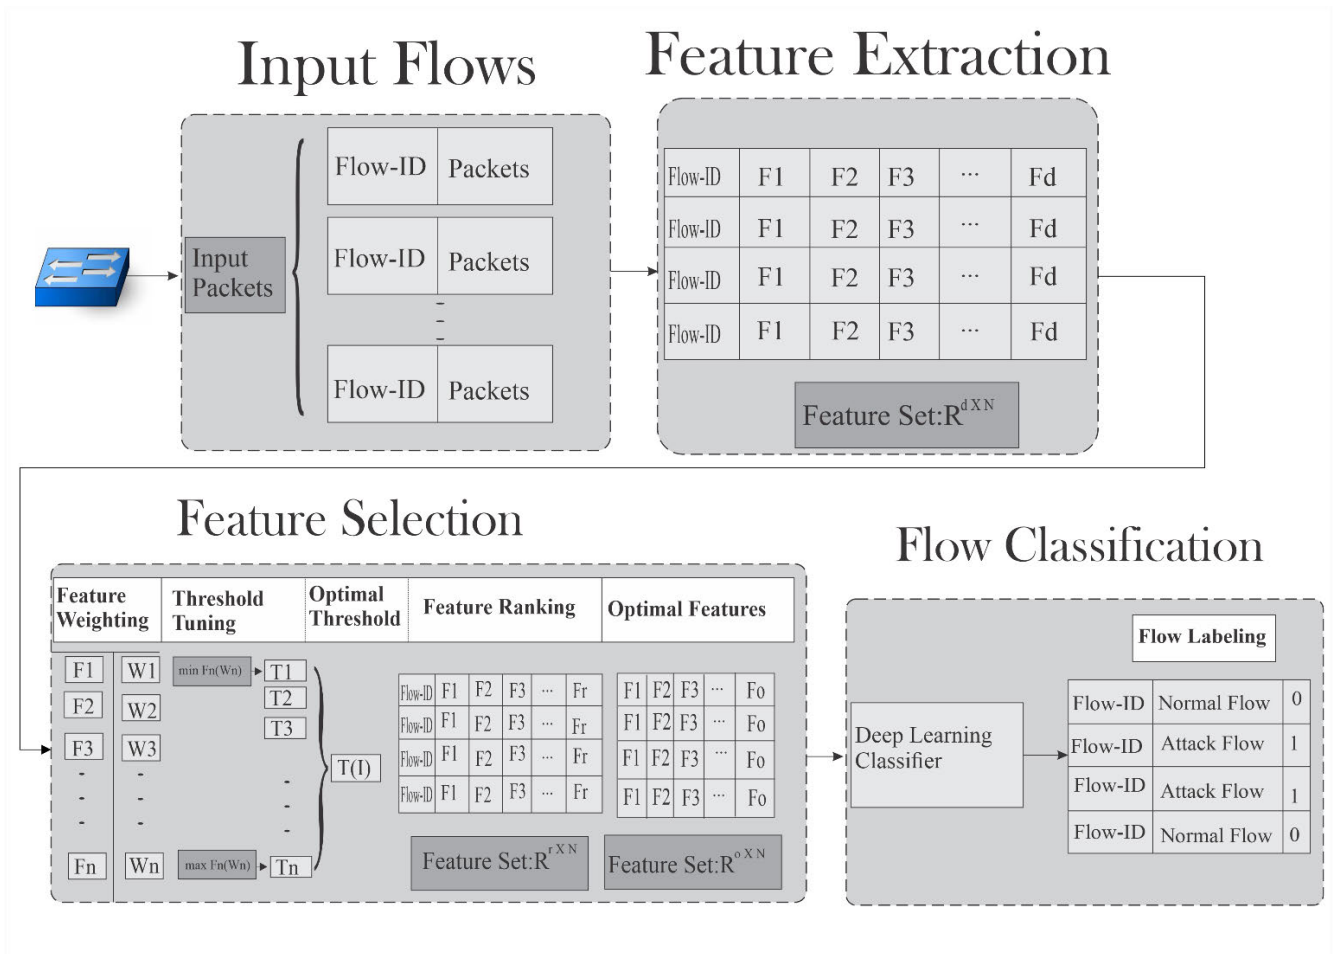 Input Flows
Feature Extraction
Input
Packets
Flow-ID Packets
Flow-ID Packets
Flow-ID Packets
Flow-ID F1 F2 F3 ... Fd
Flow-ID F1 F2 F3 ... Fd
Flow-ID F1 F2 F3 ... Fd
Flow-ID F1 F2 F3 ... Fd
Feature Set:R d X N
Feature Selection
Feature
Weighting
Threshold
Tuning
Optimal
Threshold
Feature Ranking
Optimal Features
F1 W1 min Fn(Wn) T1
F2 W2 T2
F3 W3 T3
T(I)
Fn Wn max Fn(Wn) Tn
Flow-ID F1 F2 F3 ... Fr
Flow-ID F1 F2 F3 ... Fr
Flow-ID F1 F2 F3 ... Fr
Flow-ID F1 F2 F3 ... Fr
Feature Set:R r X N
F1 F2 F3 ... Fo
F1 F2 F3 ... Fo
F1 F2 F3 ... Fo
F1 F2 F3 ... Fo
Feature Set:R o X N
Flow Classification
Deep Learning
Classifier
Flow Labeling
Flow-ID Normal Flow 0
Flow-ID Attack Flow 1
Flow-ID Attack Flow 1
Flow-ID Normal Flow 0